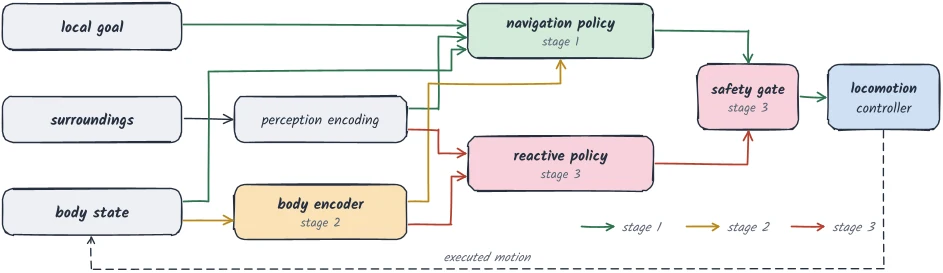 local goal
navigation policy
stage 1
surroundings
perception encoding
safety gate
stage 3
locomotion
controller
reactive policy
stage 3
body state
body encoder
stage 2
stage 1
stage 2
stage 3
executed motion